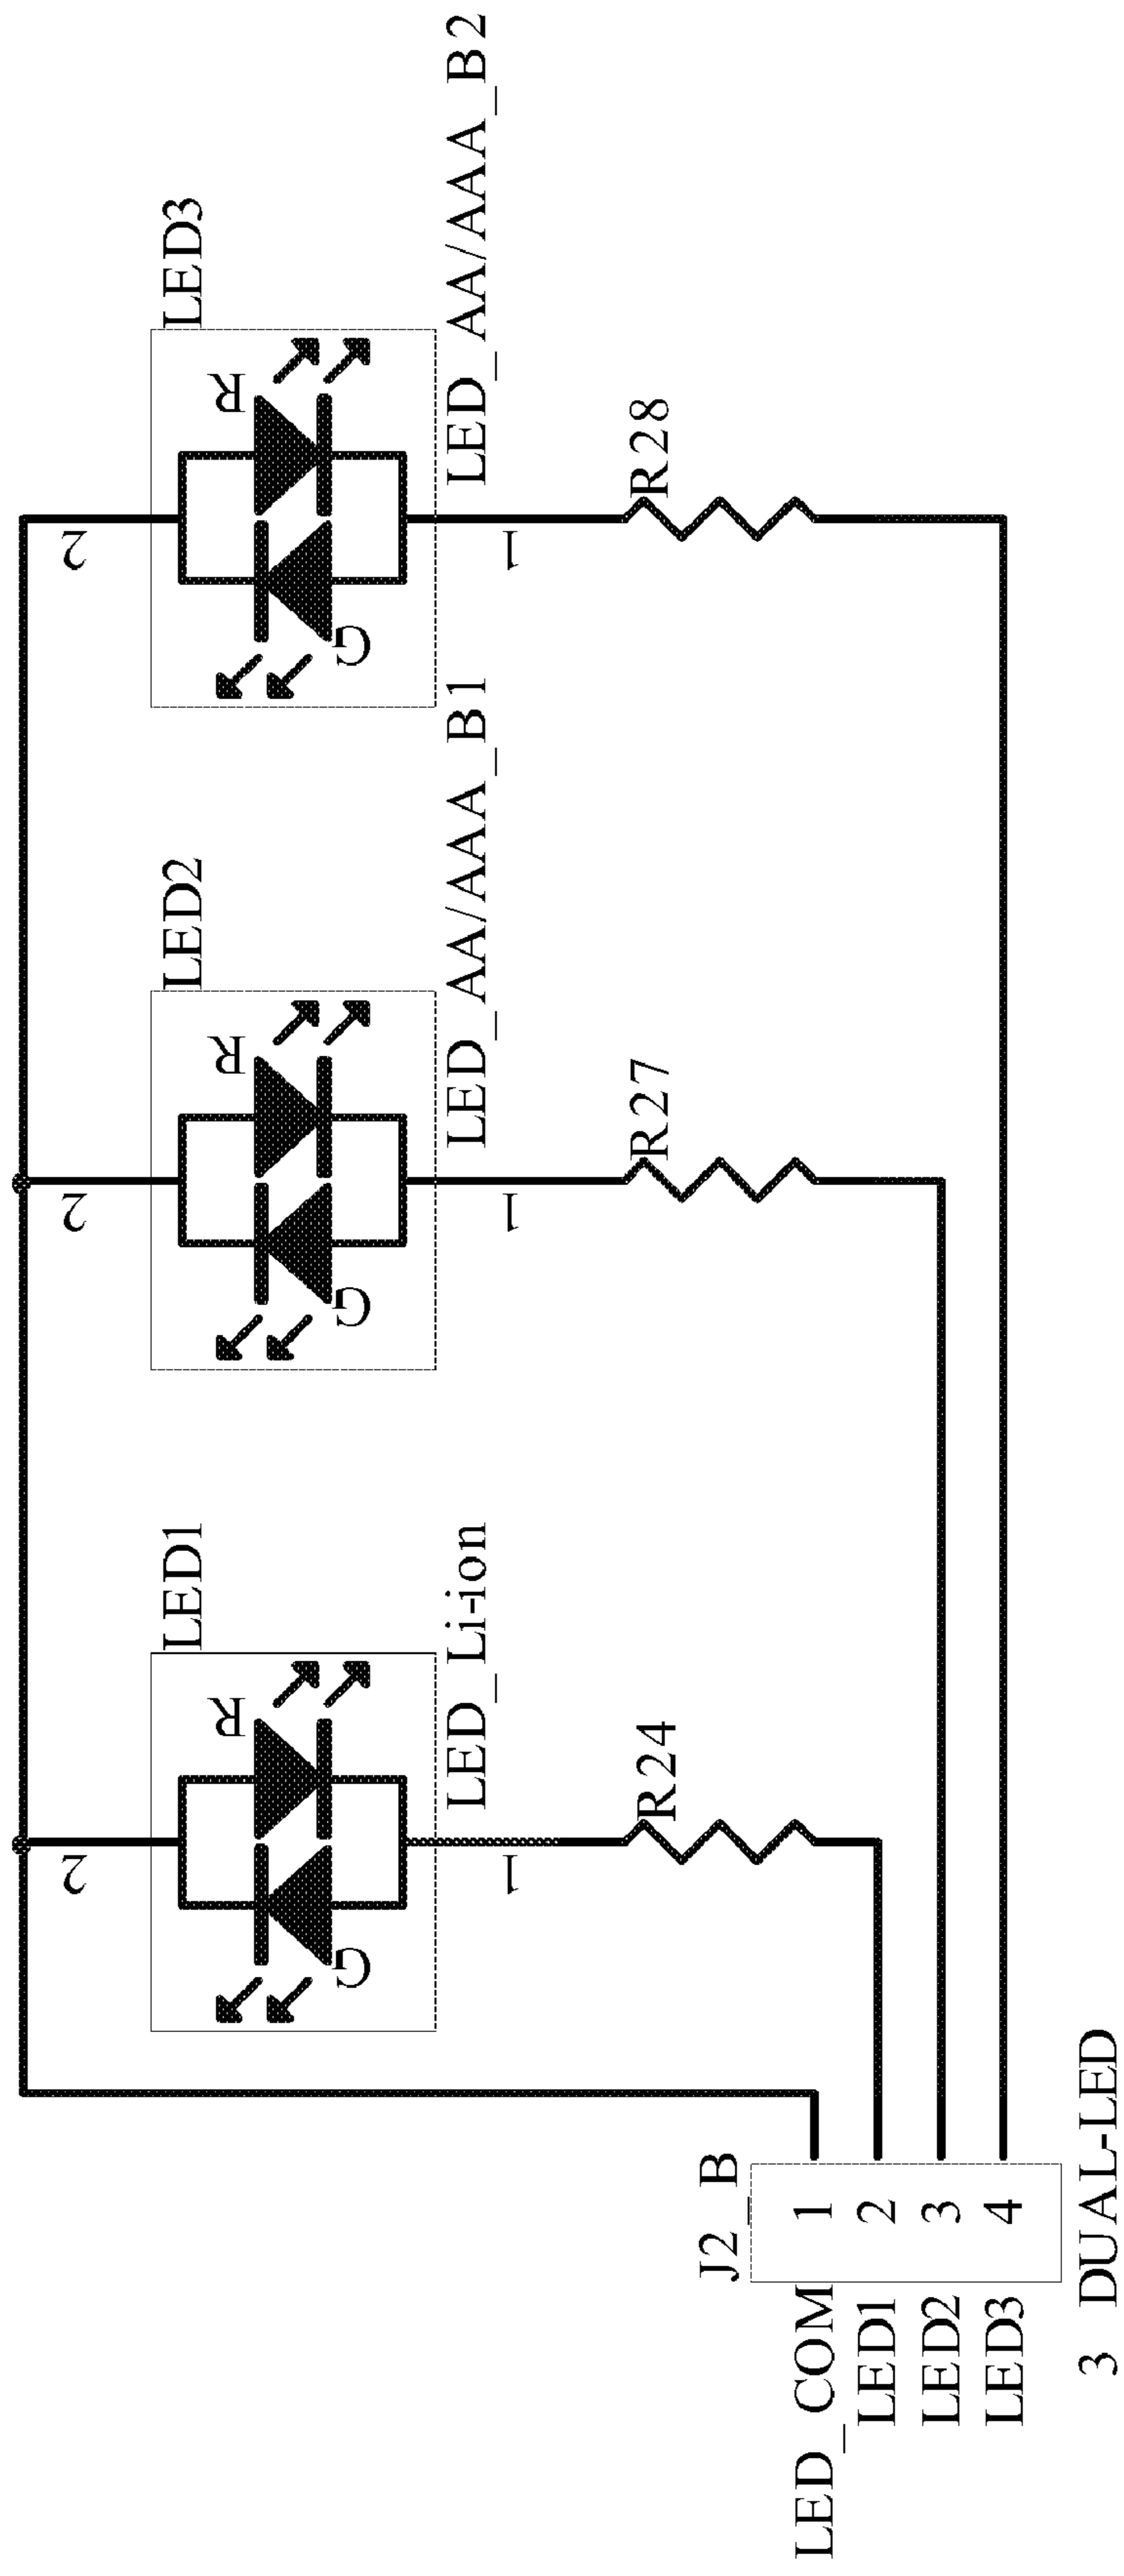 LED1
LED2
LED3
R
R
R
G
G
G
2
2
2
1
1
1
LED_Li-ion
LED_AA/AAA_B1
LED_AA/AAA_B2
R24
R27
R28
J2_B
LED_COM 1
LED1 2
LED2 3
LED3 4
3 DUAL-LED